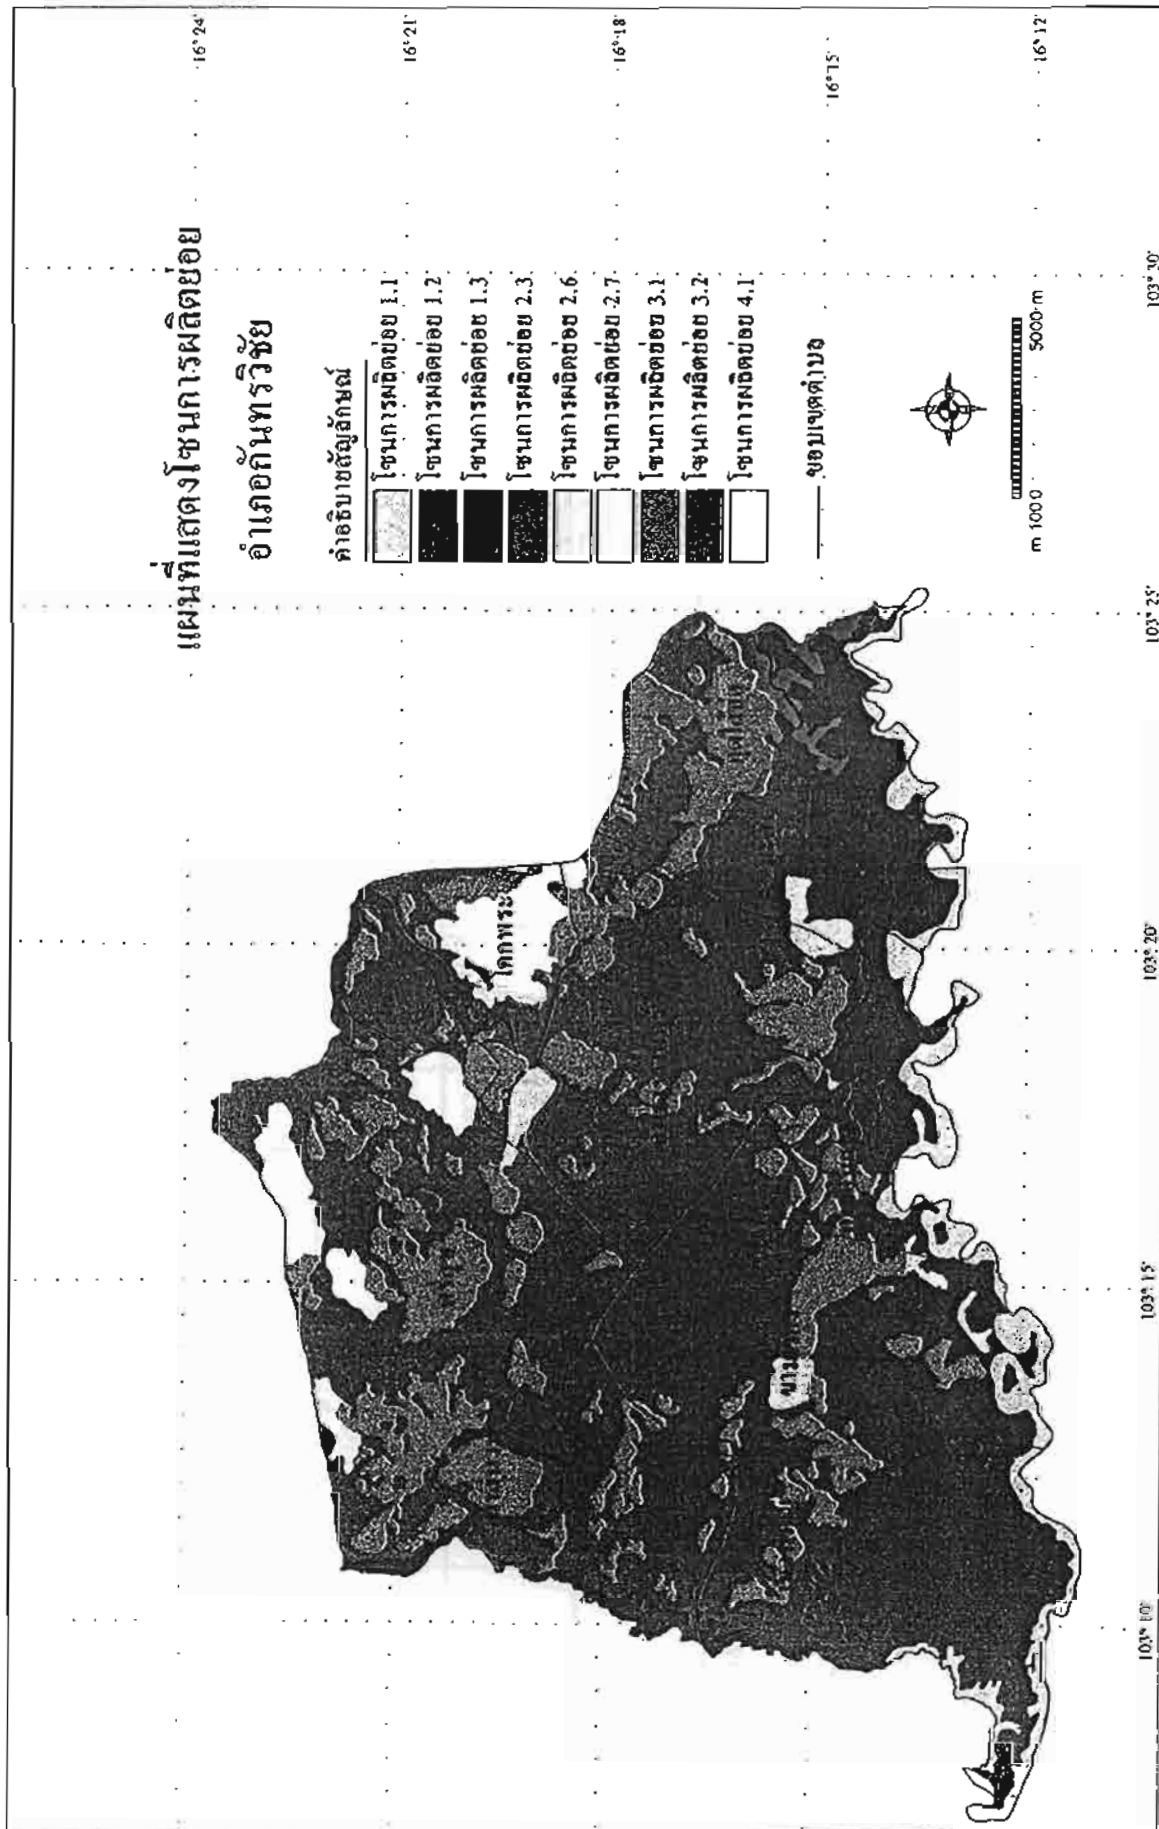 แผนที่แสดงโซนการผลิตย่อย
อำเภอกันทรวิชัย
คำอธิบายสัญลักษณ์
โซนการผลิตย่อย 1.1
โซนการผลิตย่อย 1.2
โซนการผลิตย่อย 1.3
โซนการผลิตย่อย 2.3
โซนการผลิตย่อย 2.6
โซนการผลิตย่อย 2.7
โซนการผลิตย่อย 3.1
โซนการผลิตย่อย 3.2
โซนการผลิตย่อย 4.1
ขอบเขตตำบล
m 1000 5000 m
16° 24'
16° 21'
16° 18'
16° 15'
16° 12'
103° 10'
103° 15'
103° 20'
103° 25'
103° 30'
โคกพระ